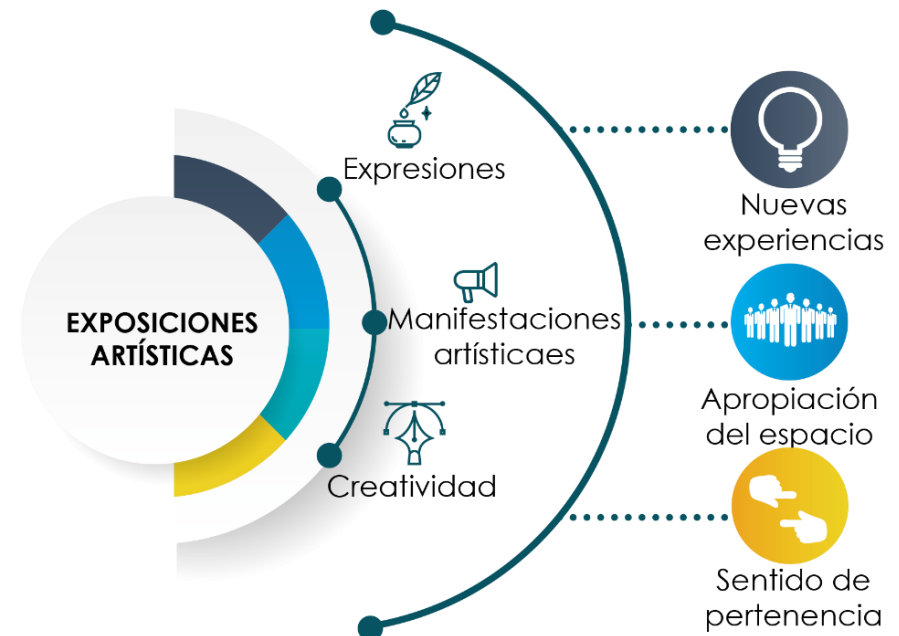 EXPOSICIONES
ARTÍSTICAS
Expresiones
Manifestaciones
artísticaes
Creatividad
Nuevas
experiencias
Apropiación
del espacio
Sentido de
pertenencia